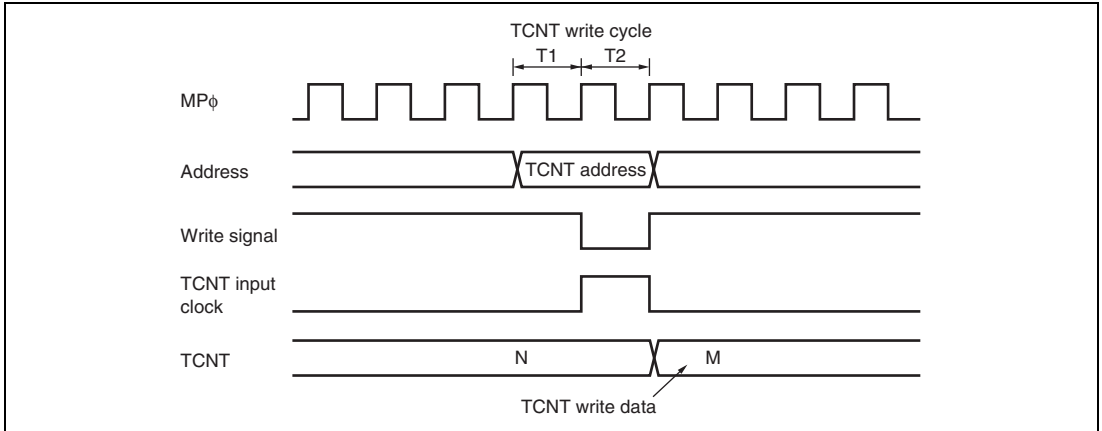 TCNT write cycle
T1 T2
MPϕ
Address
TCNT address
Write signal
TCNT input
clock
TCNT
N
M
TCNT write data